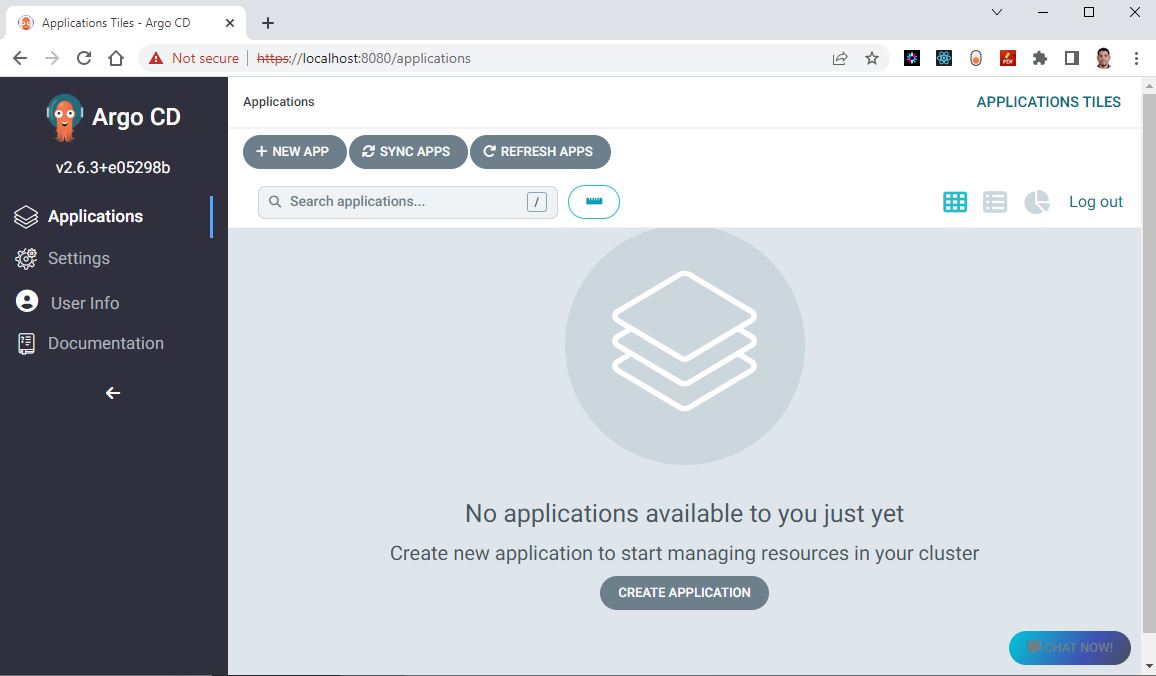 Applications Tiles - Argo CD
Not secure
https://localhost:8080/applications
PDF
Argo CD
v2.6.3+e05298b
Applications
Settings
User Info
Documentation
Applications
APPLICATIONS TILES
NEW APP
SYNC APPS
REFRESH APPS
Search applications...
/
Log out
No applications available to you just yet
Create new application to start managing resources in your cluster
CREATE APPLICATION
CHAT NOW!